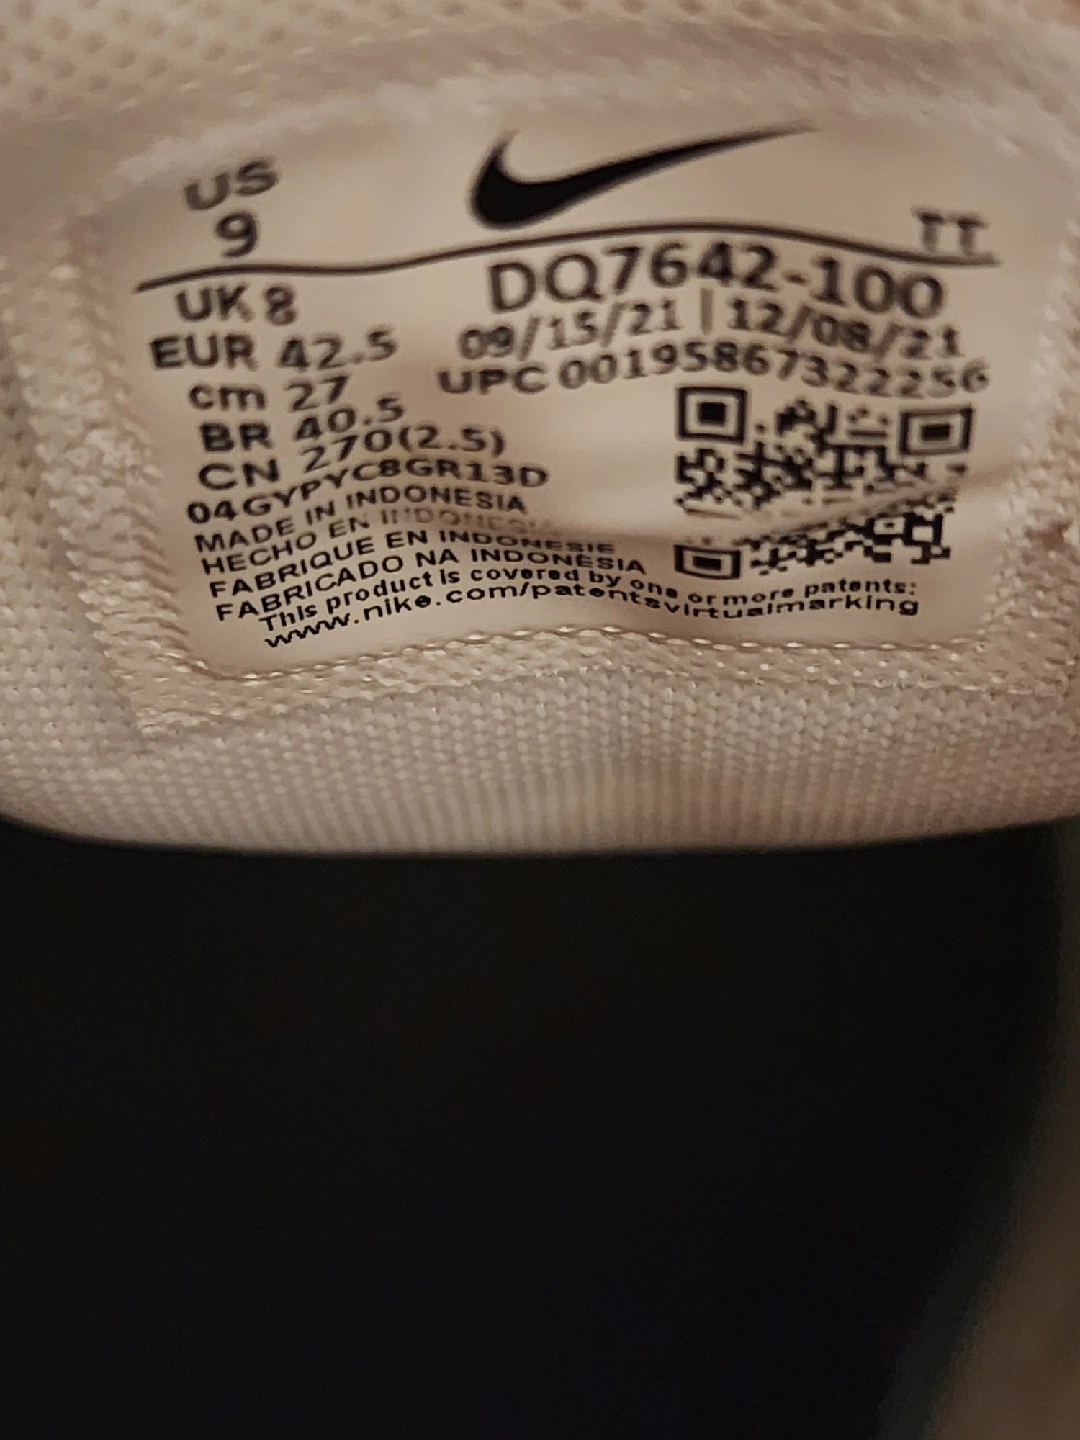 US
9
TT
UK 8
EUR 42.5
cm 27
BR 40.5
CN 270(2.5)
04GYPYC8GR13D
DQ7642-100
09/15/21 | 12/08/21
UPC 00195867322256
MADE IN INDONESIA
HECHO EN INDONESIA
FABRIQUE EN INDONESIE
FABRICADO NA INDONESIA
This product is covered by one or more patents:
www.nike.com/patentsvirtualmarking